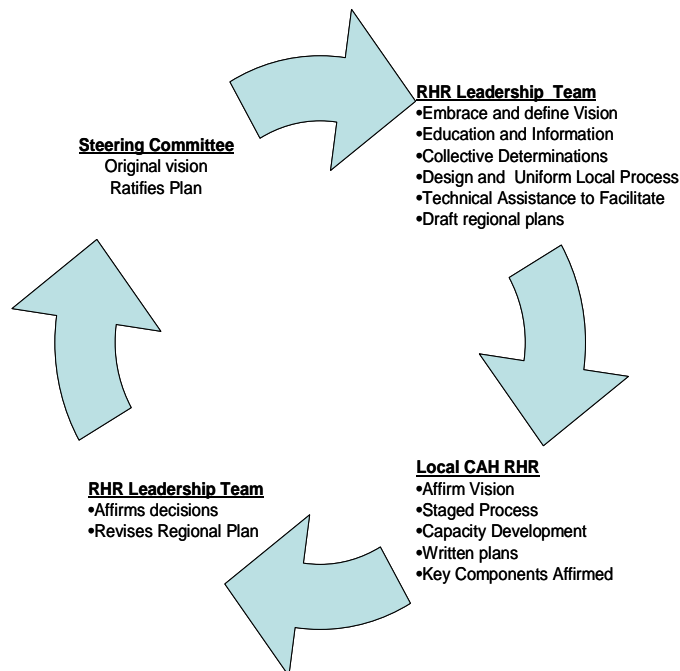 Steering Committee
Original vision
Ratifies Plan
RHR Leadership Team
•Embrace and define Vision
•Education and Information
•Collective Determinations
•Design and Uniform Local Process
•Technical Assistance to Facilitate
•Draft regional plans
Local CAH RHR
•Affirm Vision
•Staged Process
•Capacity Development
•Written plans
•Key Components Affirmed
RHR Leadership Team
•Affirms decisions
•Revises Regional Plan